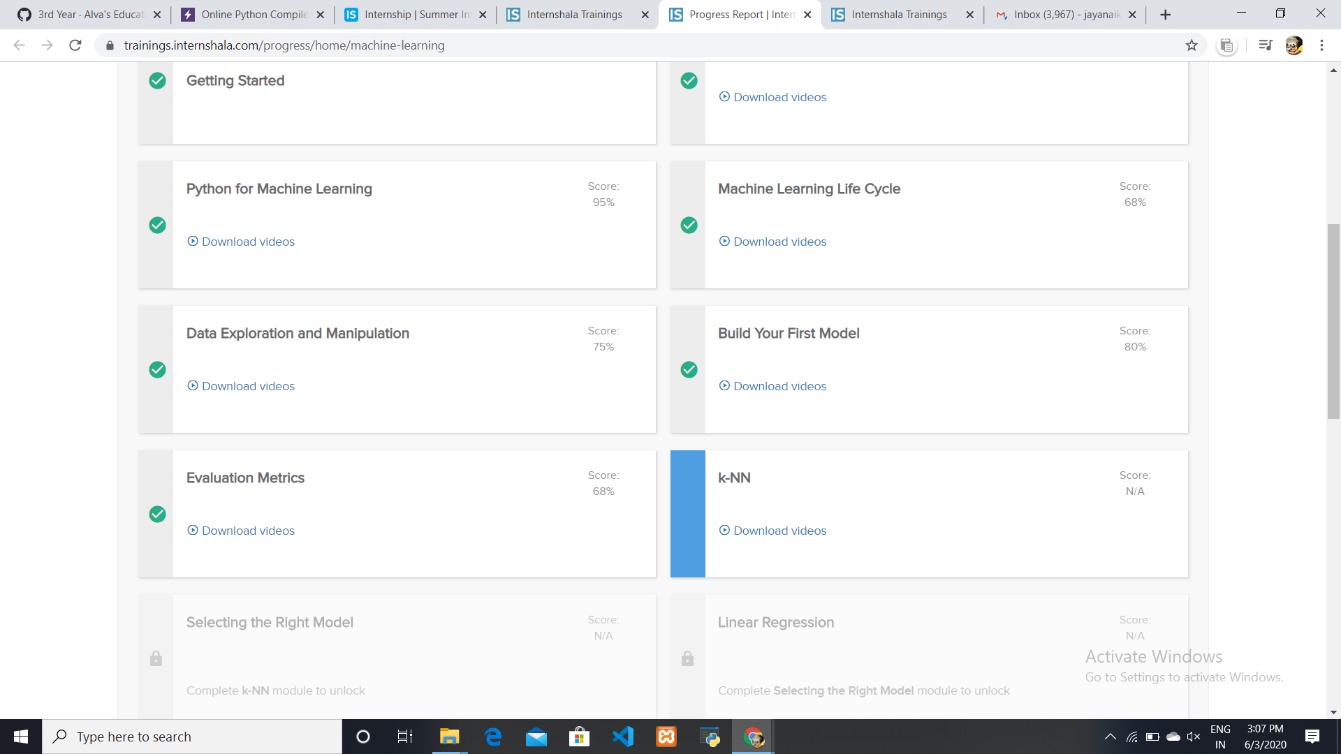 3rd Year · Alva's Educat
Online Python Compile
Internship | Summer In
Internshala Trainings
Progress Report | Intern
Internshala Trainings
Inbox (3,967) - jayanaik
trainings.internshala.com/progress/home/machine-learning
Getting Started
Download videos
Python for Machine Learning
Score:
95%
Download videos
Machine Learning Life Cycle
Score:
68%
Download videos
Data Exploration and Manipulation
Score:
75%
Download videos
Build Your First Model
Score:
80%
Download videos
Evaluation Metrics
Score:
68%
Download videos
k-NN
Score:
N/A
Download videos
Selecting the Right Model
Score:
N/A
Complete k-NN module to unlock
Linear Regression
Score:
N/A
Complete Selecting the Right Model module to unlock
Activate Windows
Go to Settings to activate Windows.
Type here to search
ENG
IN
3:07 PM
6/3/2020